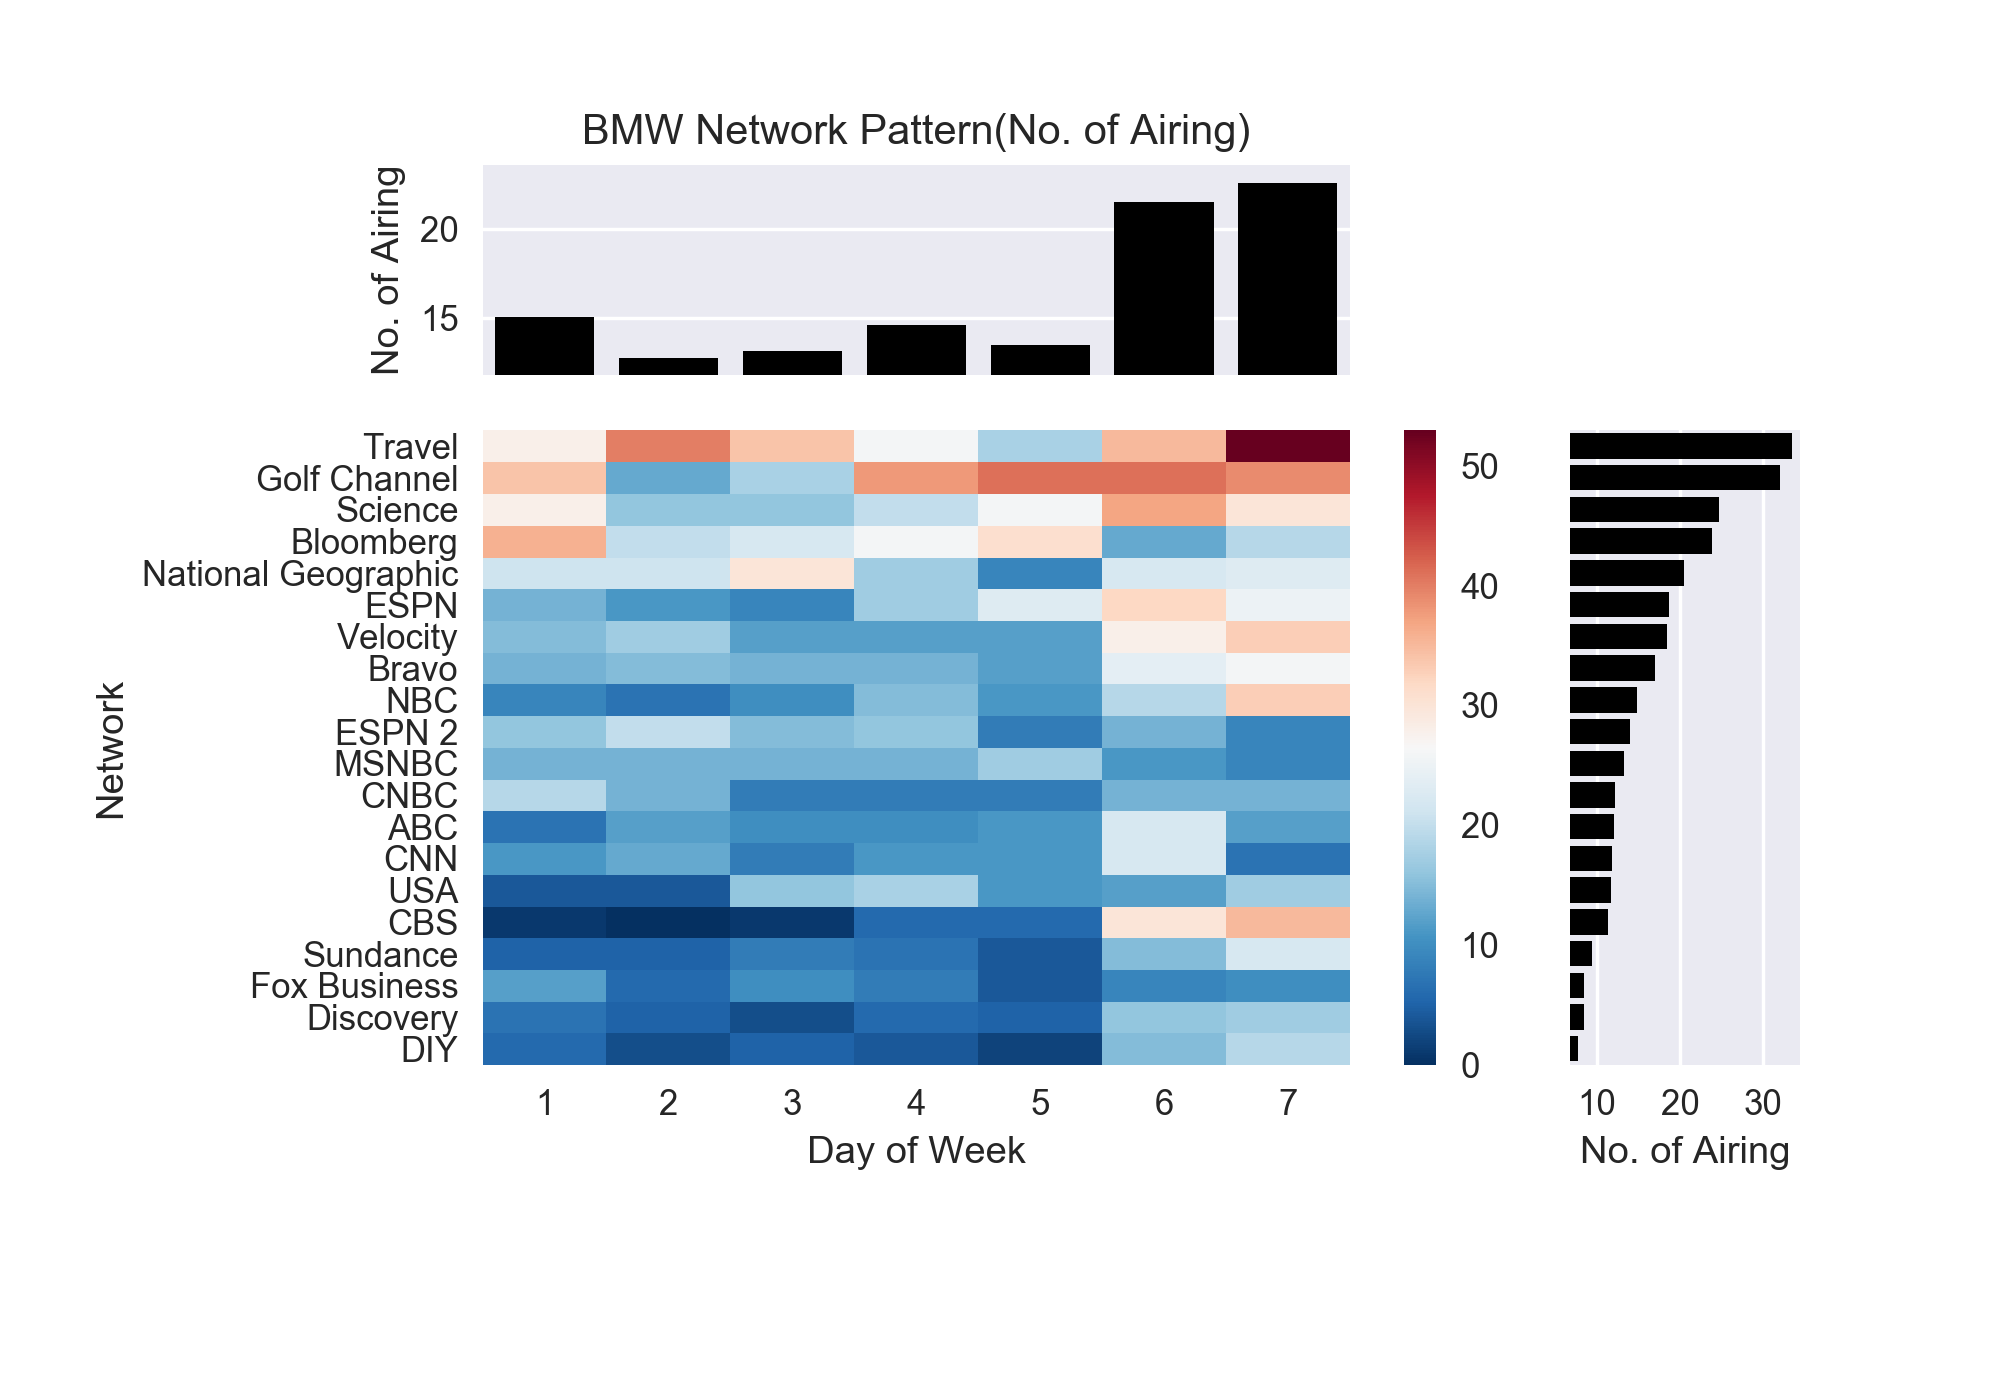 BMW Network Pattern(No. of Airing)
No. of Airing
20
15
Network
Travel
Golf Channel
Science
Bloomberg
National Geographic
ESPN
Velocity
Bravo
NBC
ESPN 2
MSNBC
CNBC
ABC
CNN
USA
CBS
Sundance
Fox Business
Discovery
DIY
1 2 3 4 5 6 7
Day of Week
50
40
30
20
10
0
10 20 30
No. of Airing